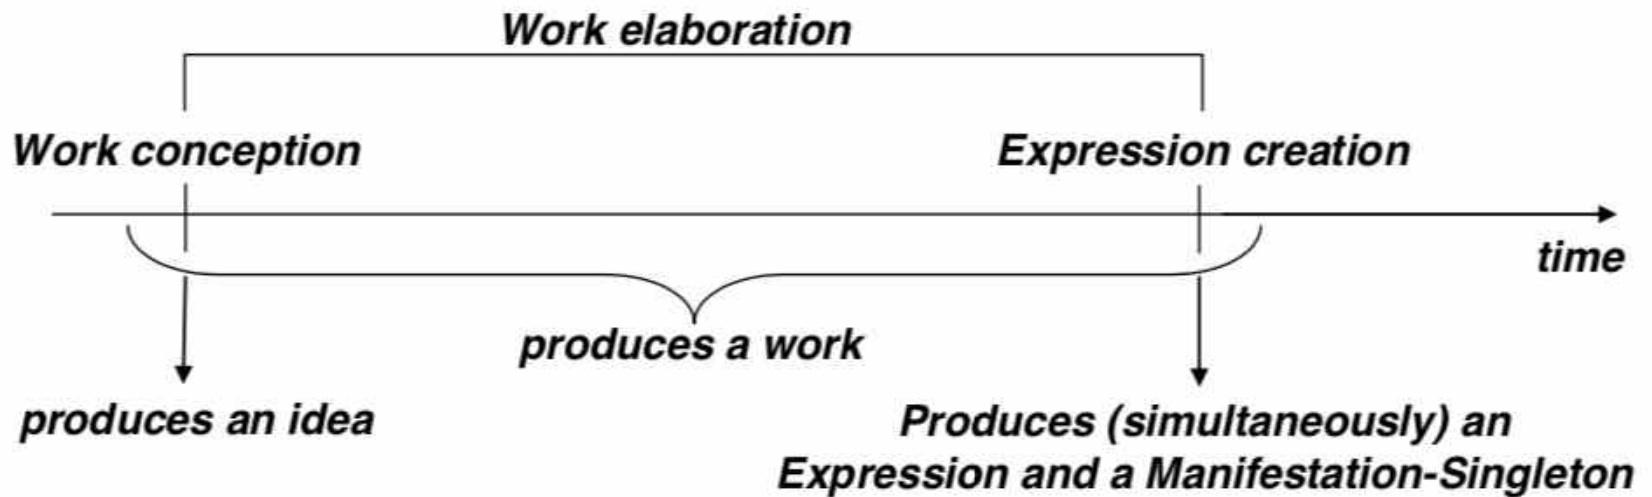 Work elaboration
Work conception
Expression creation
time
produces a work
produces an idea
Produces (simultaneously) an
Expression and a Manifestation-Singleton